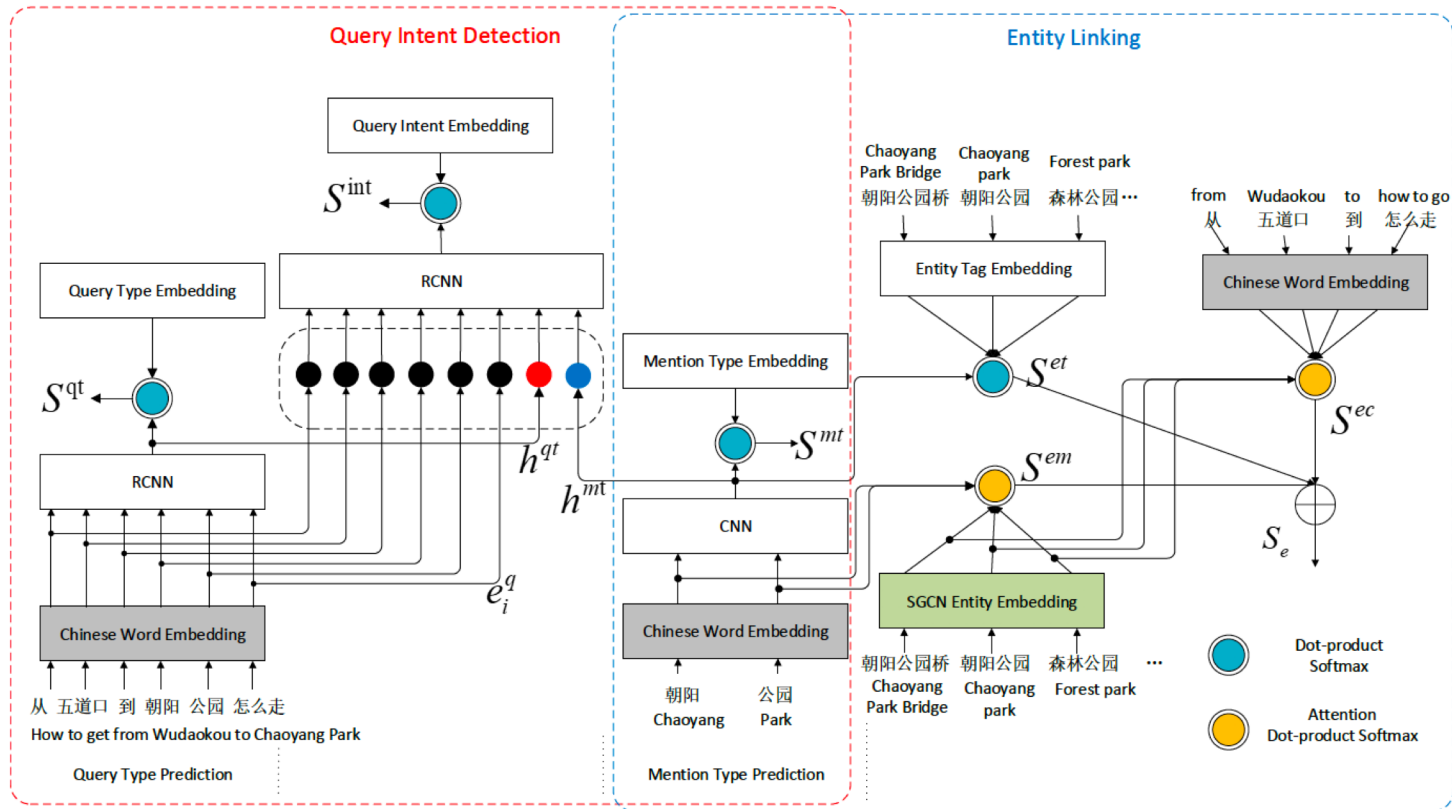 Query Intent Detection
Entity Linking
Query Intent Embedding
S^int
RCNN
Query Type Embedding
S^qt
RCNN
h^qt
h^mt
e_i^q
Chinese Word Embedding
从 五道口 到 朝阳 公园 怎么走
How to get from Wudaokou to Chaoyang Park
Query Type Prediction
Mention Type Embedding
S^mt
CNN
Chinese Word Embedding
朝阳 公园
Chaoyang Park
Mention Type Prediction
Chaoyang
Park Bridge
Chaoyang
park
Forest park
朝阳公园桥 朝阳公园 森林公园…
Entity Tag Embedding
S^et
from Wudaokou to how to go
从 五道口 到 怎么走
Chinese Word Embedding
S^ec
S^em
S_e
SGCN Entity Embedding
朝阳公园桥 朝阳公园 森林公园 …
Chaoyang
Park Bridge
Chaoyang
park
Forest park
Dot-product
Softmax
Attention
Dot-product Softmax